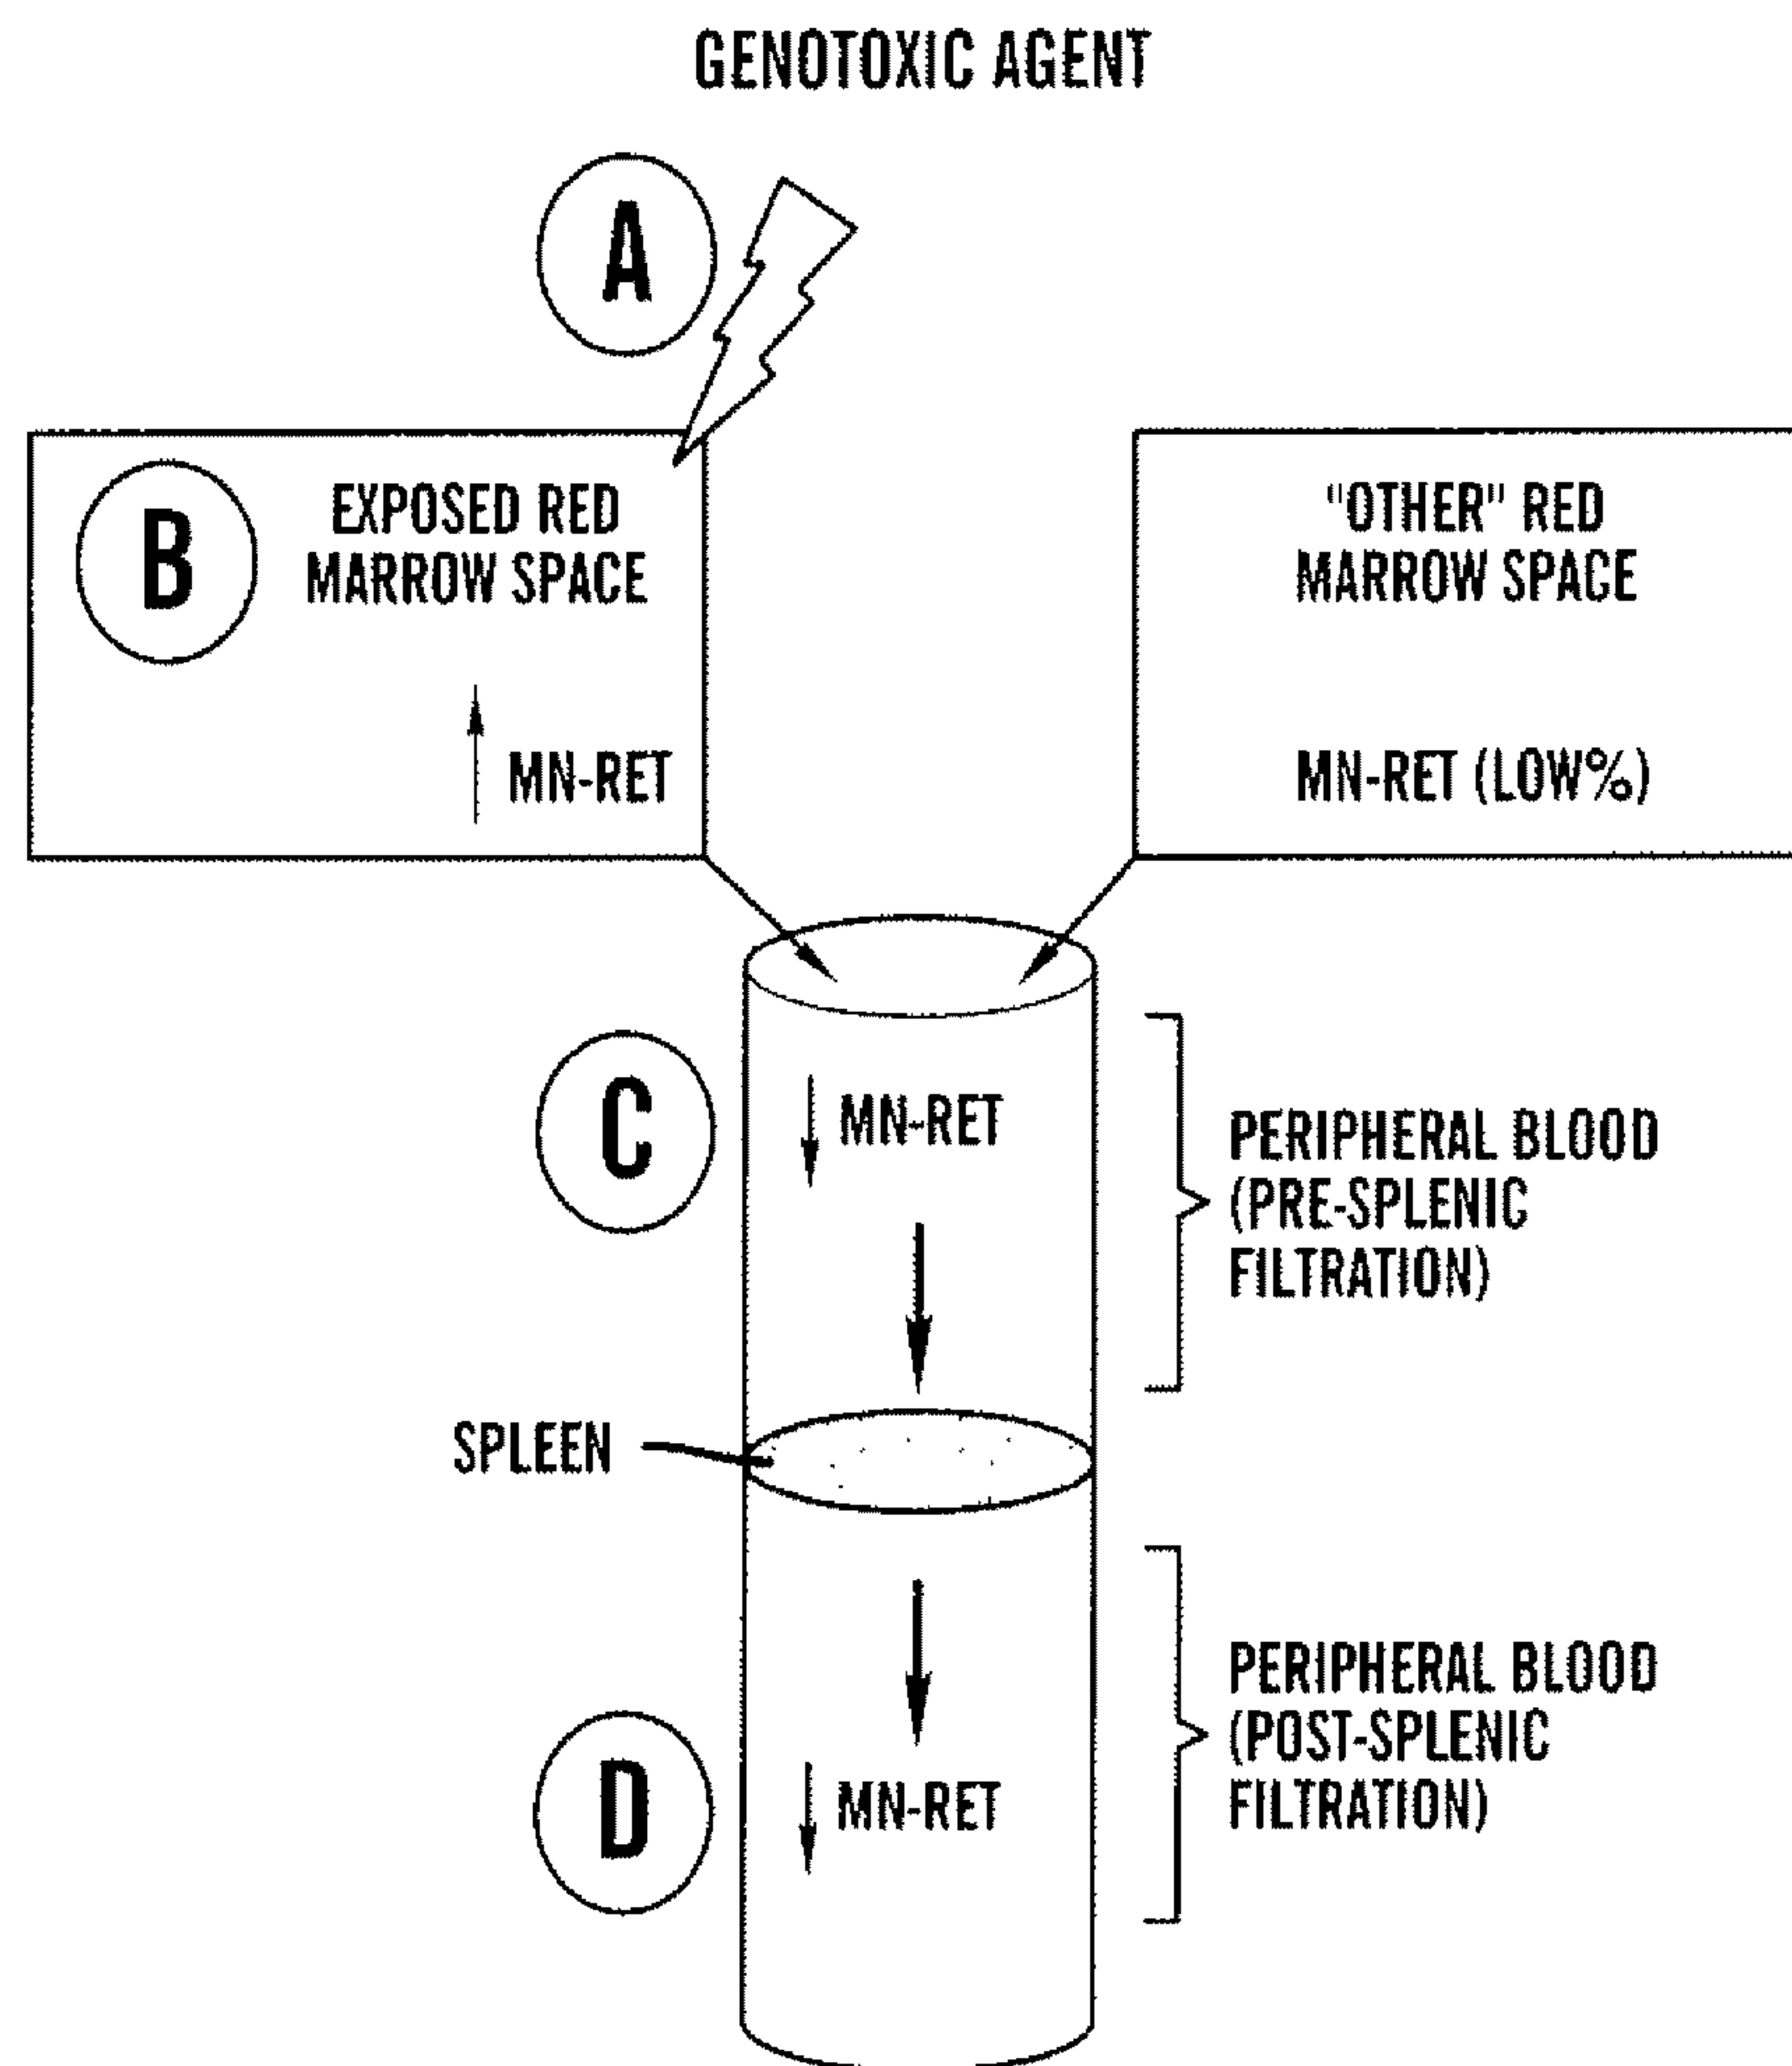 GENOTOXIC AGENT
A
B
EXPOSED RED
MARROW SPACE
MN-RET
"OTHER" RED
MARROW SPACE
MN-RET (LOW%)
C
MN-RET
PERIPHERAL BLOOD
(PRE-SPLENIC
FILTRATION)
SPLEEN
D
MN-RET
PERIPHERAL BLOOD
(POST-SPLENIC
FILTRATION)